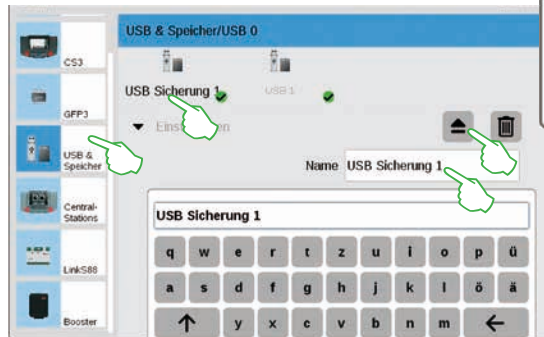 USB & Speicher/USB 0
CS3
GFP3
USB &
Speicher
Central-
Stations
LinkS88
Booster
USB Sicherung 1
USB 1
Name USB Sicherung 1
USB Sicherung 1
q w e r t z u i o p ü
a s d f g h j k l ö ä
y x c v b n m